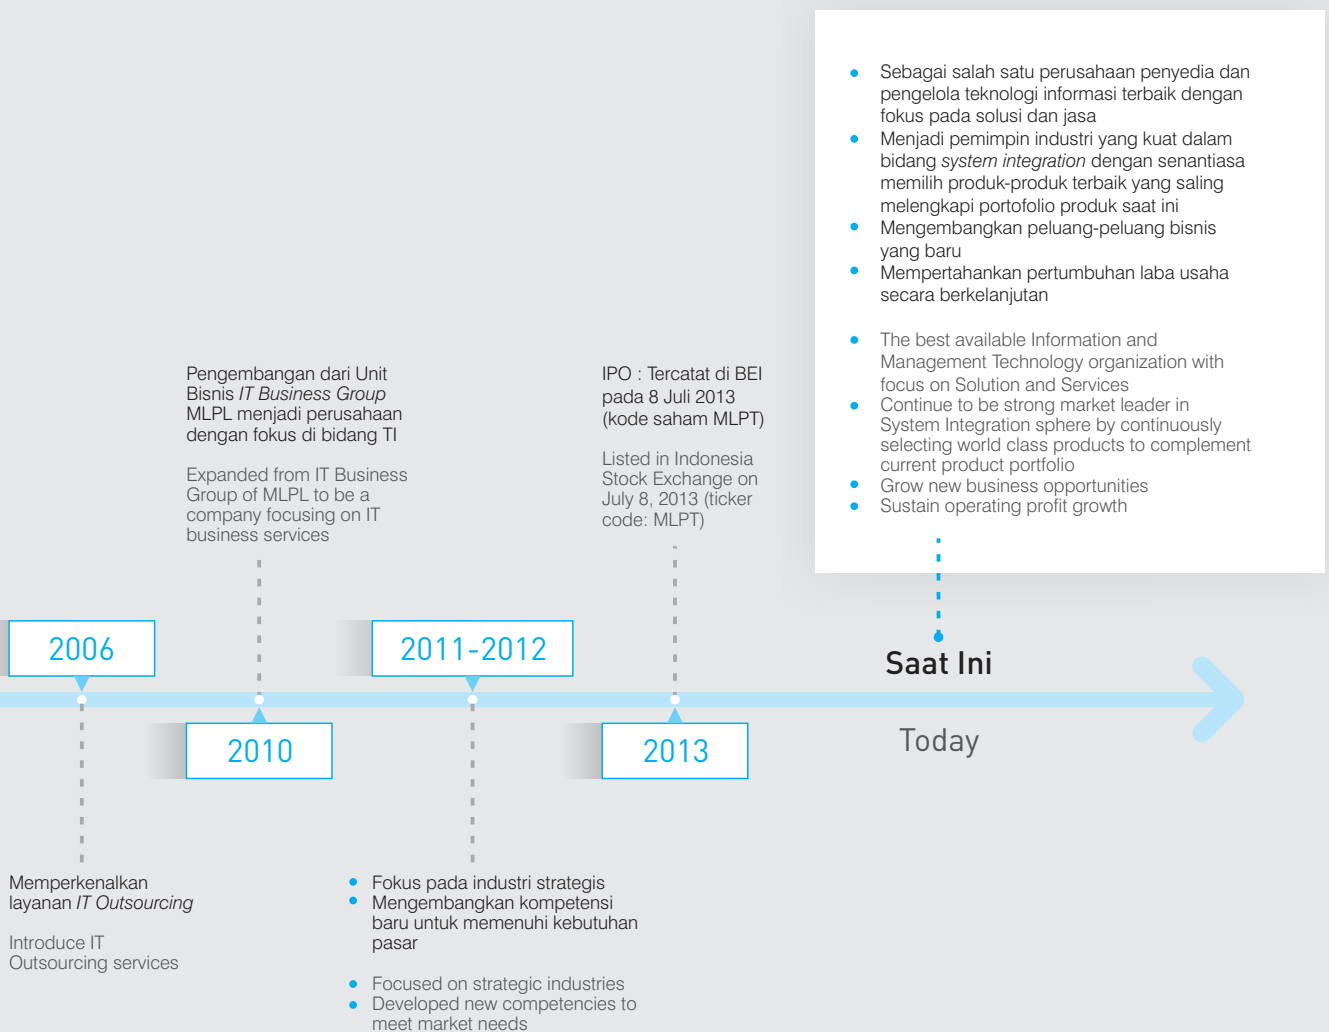 Sebagai salah satu perusahaan penyedia dan
pengelola teknologi informasi terbaik dengan
fokus pada solusi dan jasa
Menjadi pemimpin industri yang kuat dalam
bidang system integration dengan senantiasa
memilih produk-produk terbaik yang saling
melengkapi portofolio produk saat ini
Mengembangkan peluang-peluang bisnis
yang baru
Mempertahankan pertumbuhan laba usaha
secara berkelanjutan
The best available Information and
Management Technology organization with
focus on Solution and Services
Continue to be strong market leader in
System Integration sphere by continuously
selecting world class products to complement
current product portfolio
Grow new business opportunities
Sustain operating profit growth
Pengembangan dari Unit
Bisnis IT Business Group
MLPL menjadi perusahaan
dengan fokus di bidang TI
Expanded from IT Business
Group of MLPL to be a
company focusing on IT
business services
IPO : Tercatat di BEI
pada 8 Juli 2013
(kode saham MLPT)
Listed in Indonesia
Stock Exchange on
July 8, 2013 (ticker
code: MLPT)
2006
2011-2012
Saat Ini
2010
2013
Today
Memperkenalkan
layanan IT Outsourcing
Introduce IT
Outsourcing services
Fokus pada industri strategis
Mengembangkan kompetensi
baru untuk memenuhi kebutuhan
pasar
Focused on strategic industries
Developed new competencies to
meet market needs